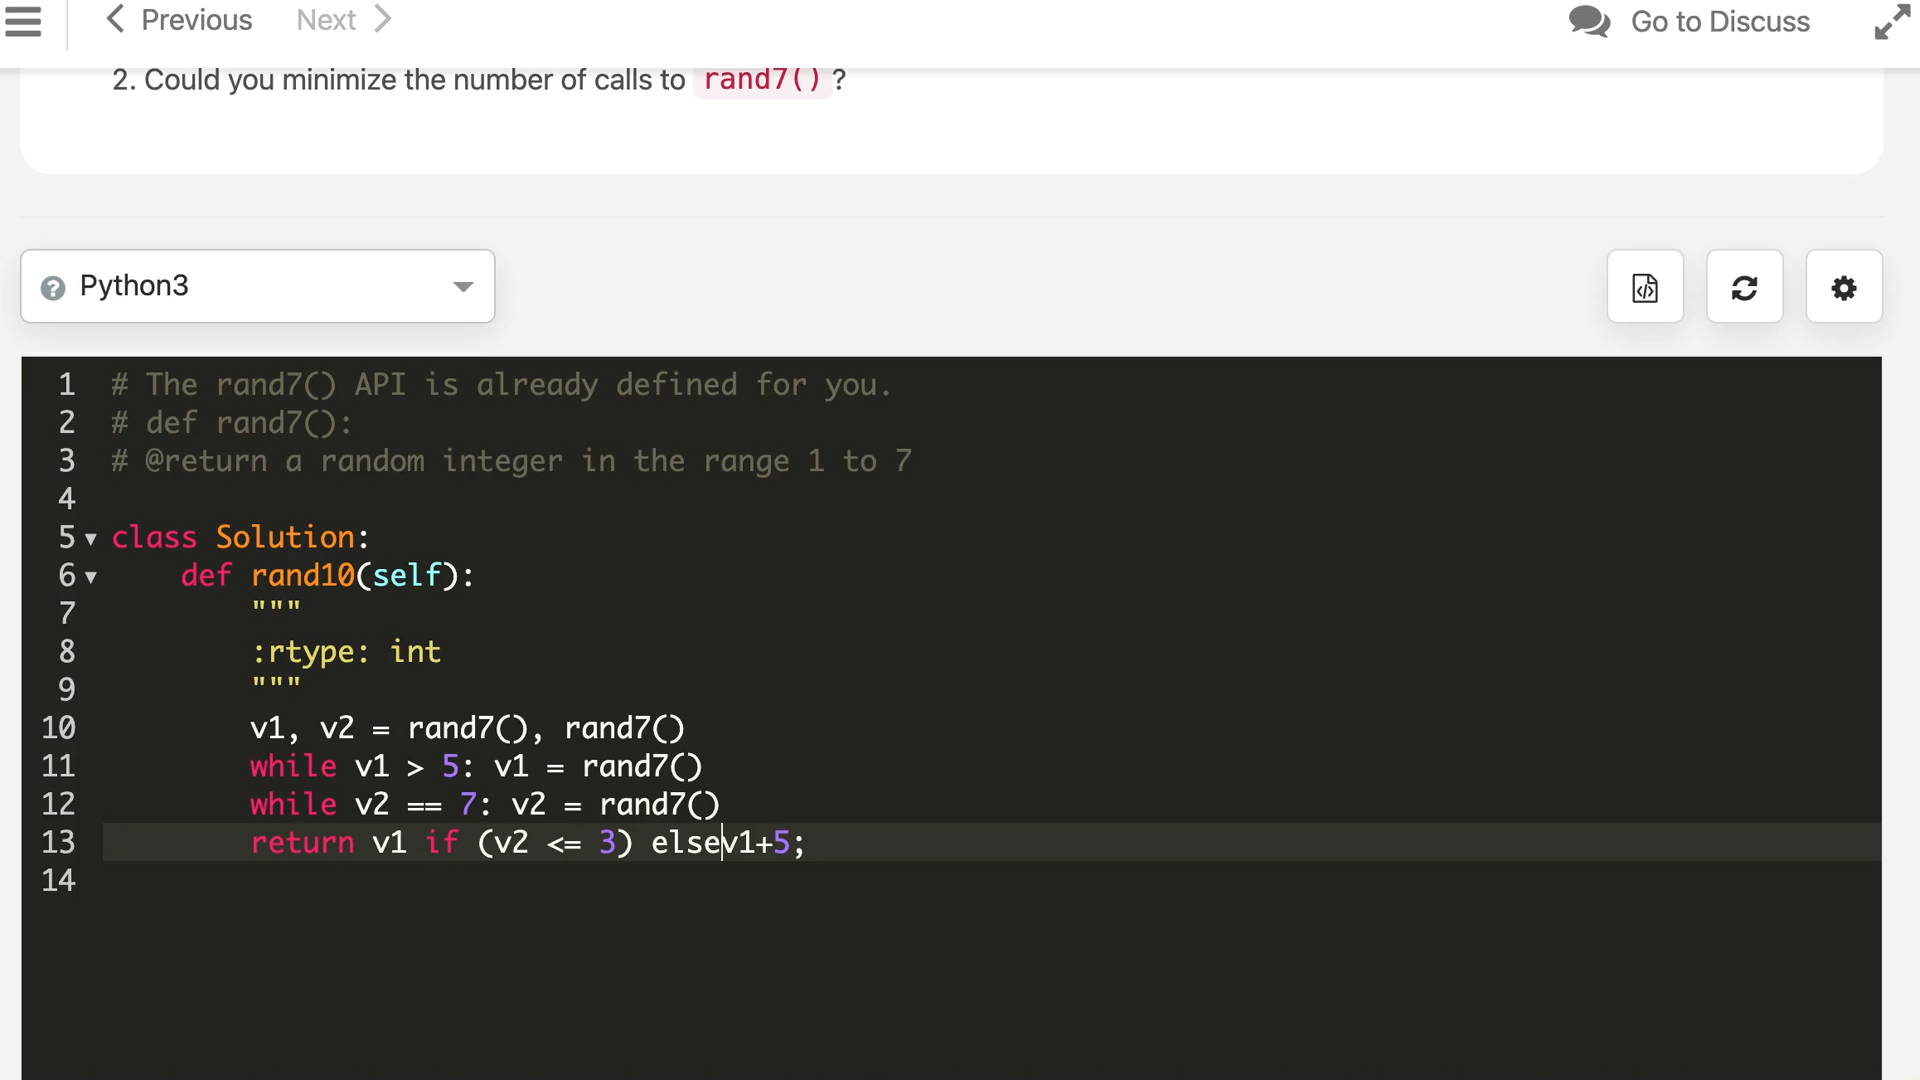 Previous Next Go to Discuss
2. Could you minimize the number of calls to rand7() ?
Python3
1 # The rand7() API is already defined for you.
2 # def rand7():
3 # @return a random integer in the range 1 to 7
4
5 class Solution:
6     def rand10(self):
7         """
8         :rtype: int
9         """
10         v1, v2 = rand7(), rand7()
11         while v1 > 5: v1 = rand7()
12         while v2 == 7: v2 = rand7()
13         return v1 if (v2 <= 3) elsev1+5;
14